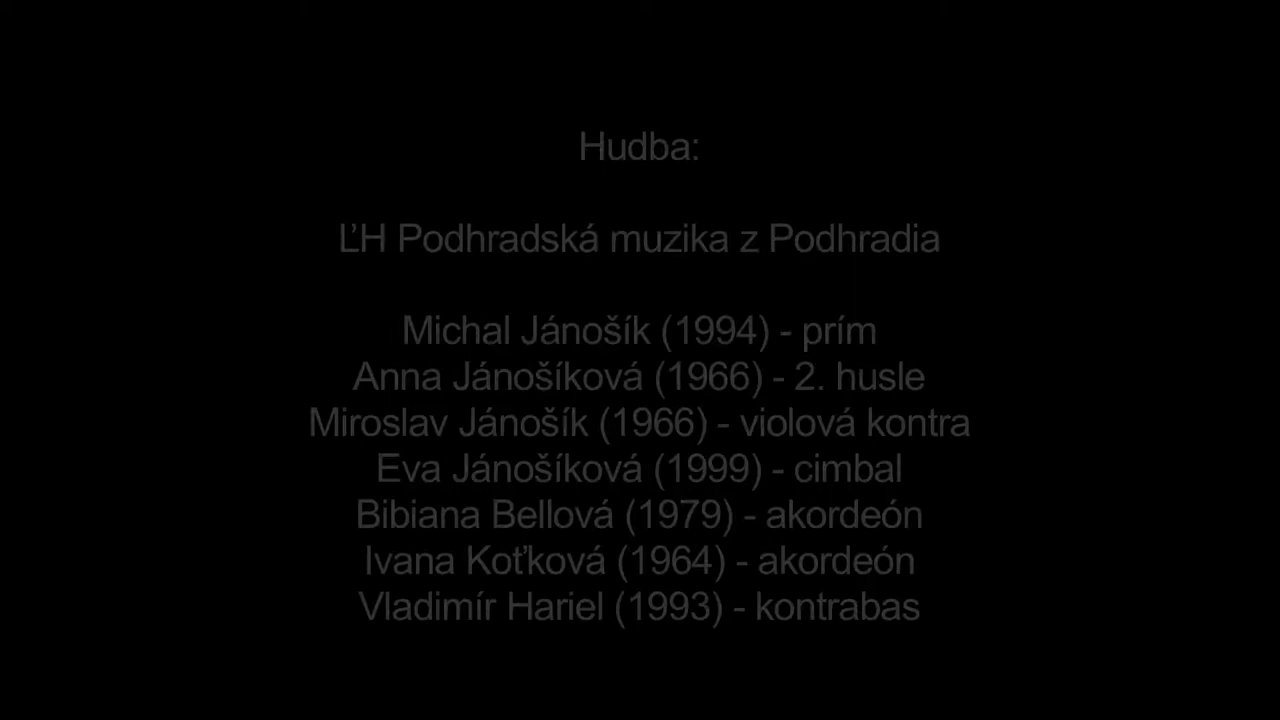 Hudba:
ĽH Podhradská muzika z Podhradia
Michal Jánošík (1994) - prím
Anna Jánošíková (1966) - 2. husle
Miroslav Jánošík (1966) - violová kontra
Eva Jánošíková (1999) - cimbal
Bibiana Bellová (1979) - akordeón
Ivana Koťková (1964) - akordeón
Vladimír Hariel (1993) - kontrabas